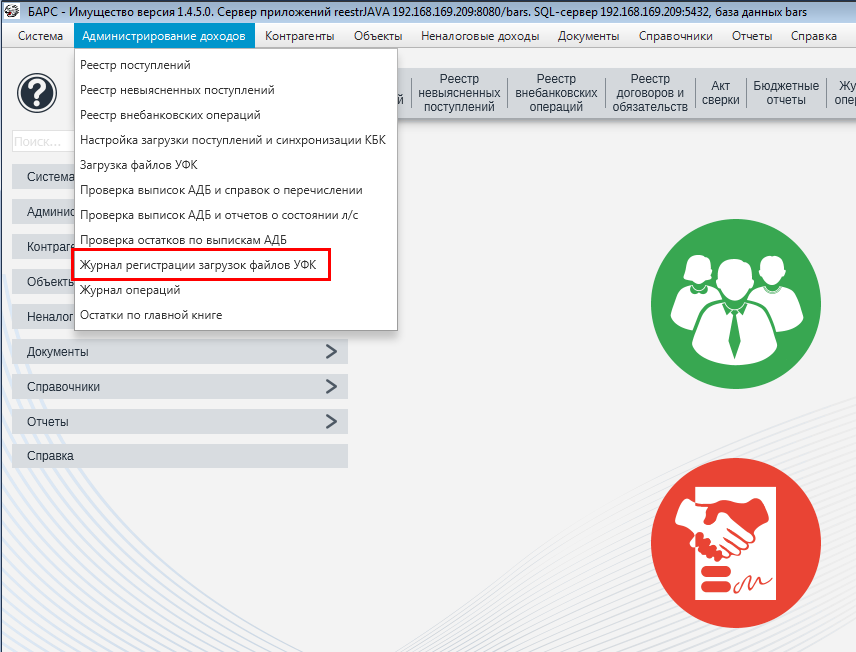 БАРС - Имущество версия 1.4.5.0. Сервер приложений reestrJAVA 192.168.169.209:8080/bars. SQL-сервер 192.168.169.209:5432, база данных bars
Система Администрирование доходов Контрагенты Объекты Неналоговые доходы Документы Справочники Отчеты Справка
?
Реестр поступлений
Реестр невыясненных поступлений
Реестр внебанковских операций
Настройка загрузки поступлений и синхронизации КБК
Загрузка файлов УФК
Проверка выписок АДБ и справок о перечислении
Проверка выписок АДБ и отчетов о состоянии л/с
Проверка остатков по выпискам АДБ
Журнал регистрации загрузок файлов УФК
Журнал операций
Остатки по главной книге
й
Реестр
невыясненных
поступлений
Реестр
внебанковских
операций
Реестр
договоров и
обязательств
Акт
сверки
Бюджетные
отчеты
Жу
опе
Поиск...
Система
Админис
Контраге
Объекты
Неналог
Документы
Справочники
Отчеты
Справка